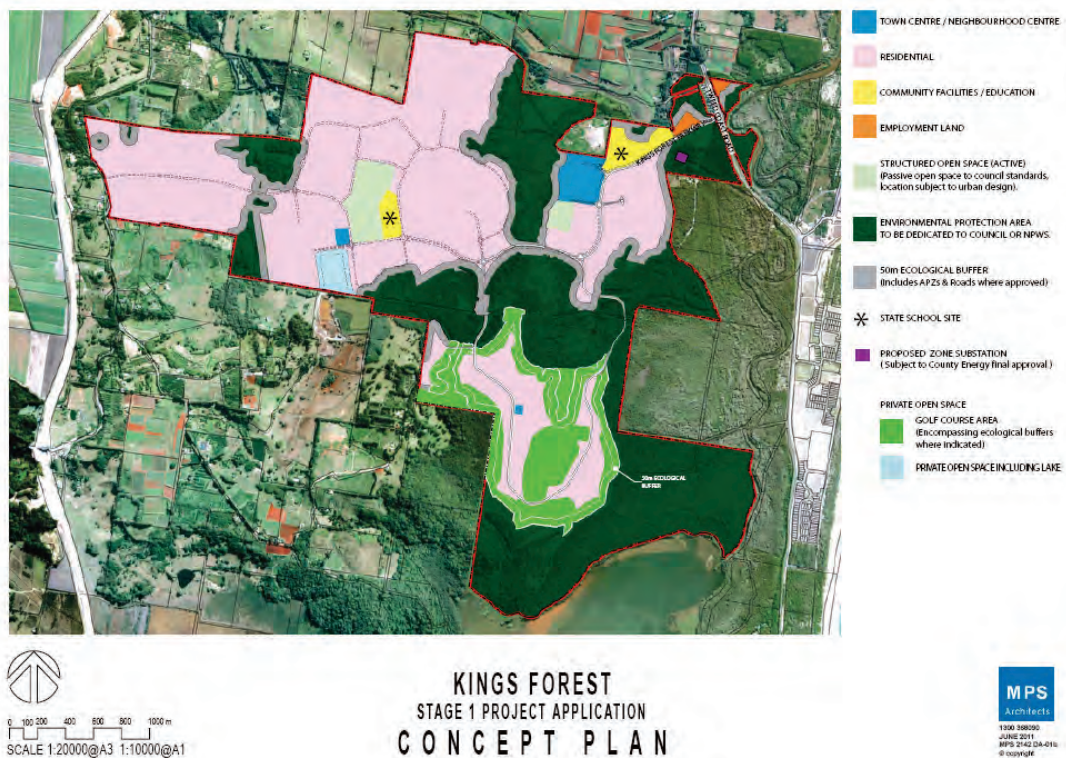 TOWN CENTRE / NEIGHBOURHOOD CENTRE
RESIDENTIAL
COMMUNITY FACILITIES / EDUCATION
EMPLOYMENT LAND
STRUCTURED OPEN SPACE (ACTIVE)
(Passive open space to council standards,
location subject to urban design).
ENVIRONMENTAL PROTECTION AREA
TO BE DEDICATED TO COUNCIL OR NPWS.
50m ECOLOGICAL BUFFER
(Includes APZs & Roads where approved)
STATE SCHOOL SITE
PROPOSED ZONE SUBSTATION
( Subject to County Energy final approval )
PRIVATE OPEN SPACE
GOLF COURSE AREA
(Encompassing ecological buffers
where indicated)
PRIVATE OPEN SPACE INCLUDING LAKE
KINGS FOREST
ECOLOGICAL
BUFFER
0 100 200 400 600 800 1000 m
SCALE 1:20000@A3 1:10000@A1
KINGS FOREST
STAGE 1 PROJECT APPLICATION
CONCEPT PLAN
MPS
Architects
JUNE 2011
© copyright